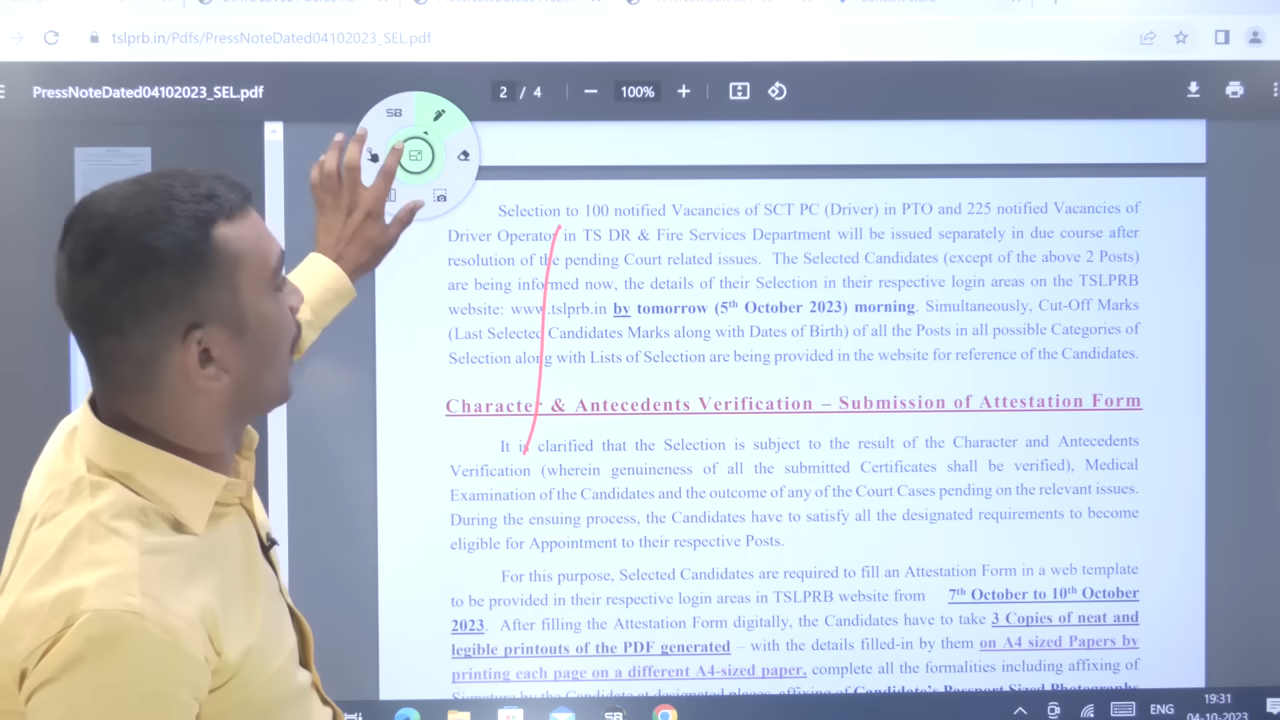 tslprb.in/Pdfs/PressNoteDated04102023_SEL.pdf
PressNoteDated04102023_SEL.pdf
2 / 4
100%
SB
Selection to 100 notified Vacancies of SCT PC (Driver) in PTO and 225 notified Vacancies of
Driver Operator in TS DR & Fire Services Department will be issued separately in due course after
resolution of the pending Court related issues. The Selected Candidates (except of the above 2 Posts)
are being informed now, the details of their Selection in their respective login areas on the TSLPRB
website: www.tslprb.in by tomorrow (5th October 2023) morning. Simultaneously, Cut-Off Marks
(Last Selected Candidates Marks along with Dates of Birth) of all the Posts in all possible Categories of
Selection along with Lists of Selection are being provided in the website for reference of the Candidates.
Character & Antecedents Verification – Submission of Attestation Form
It is clarified that the Selection is subject to the result of the Character and Antecedents
Verification (wherein genuineness of all the submitted Certificates shall be verified), Medical
Examination of the Candidates and the outcome of any of the Court Cases pending on the relevant issues.
During the ensuing process, the Candidates have to satisfy all the designated requirements to become
eligible for Appointment to their respective Posts.
For this purpose, Selected Candidates are required to fill an Attestation Form in a web template
to be provided in their respective login areas in TSLPRB website from 7th October to 10th October
2023. After filling the Attestation Form digitally, the Candidates have to take 3 Copies of neat and
legible printouts of the PDF generated – with the details filled-in by them on A4 sized Papers by
printing each page on a different A4-sized paper, complete all the formalities including affixing of
Signature by the Candidate at designated places, affixing of Candidate's Passport Sized Photographs
SB
ENG
19:31
04-10-2023